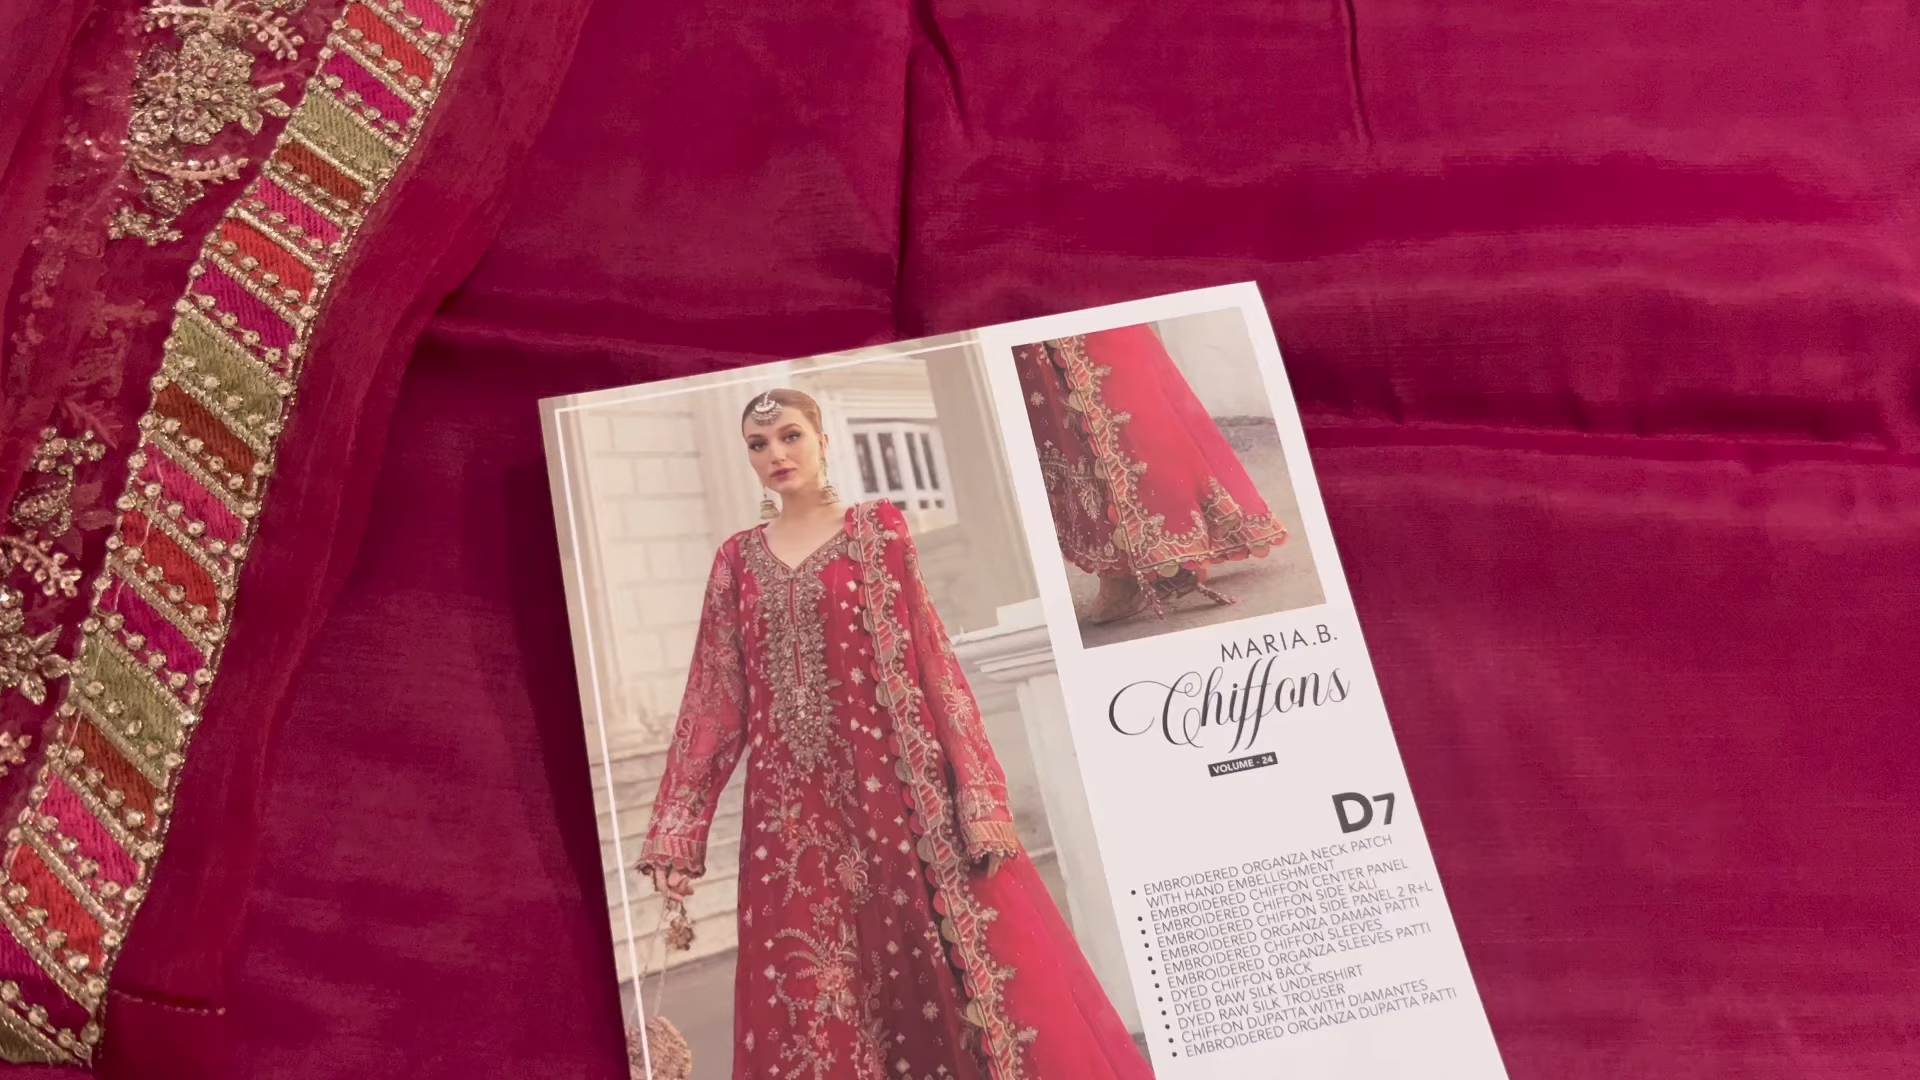 MARIA.B.
Chiffons
VOLUME - 24
D7
• EMBROIDERED ORGANZA NECK PATCH
WITH HAND EMBELLISHMENT
• EMBROIDERED CHIFFON CENTER PANEL
• EMBROIDERED CHIFFON SIDE KALI
• EMBROIDERED CHIFFON SIDE PANEL 2 R+L
• EMBROIDERED ORGANZA DAMAN PATTI
• EMBROIDERED CHIFFON SLEEVES
• EMBROIDERED ORGANZA SLEEVES PATTI
• DYED CHIFFON BACK
• DYED RAW SILK UNDERSHIRT
• DYED RAW SILK TROUSER
• CHIFFON DUPATTA WITH DIAMANTES
• EMBROIDERED ORGANZA DUPATTA PATTI